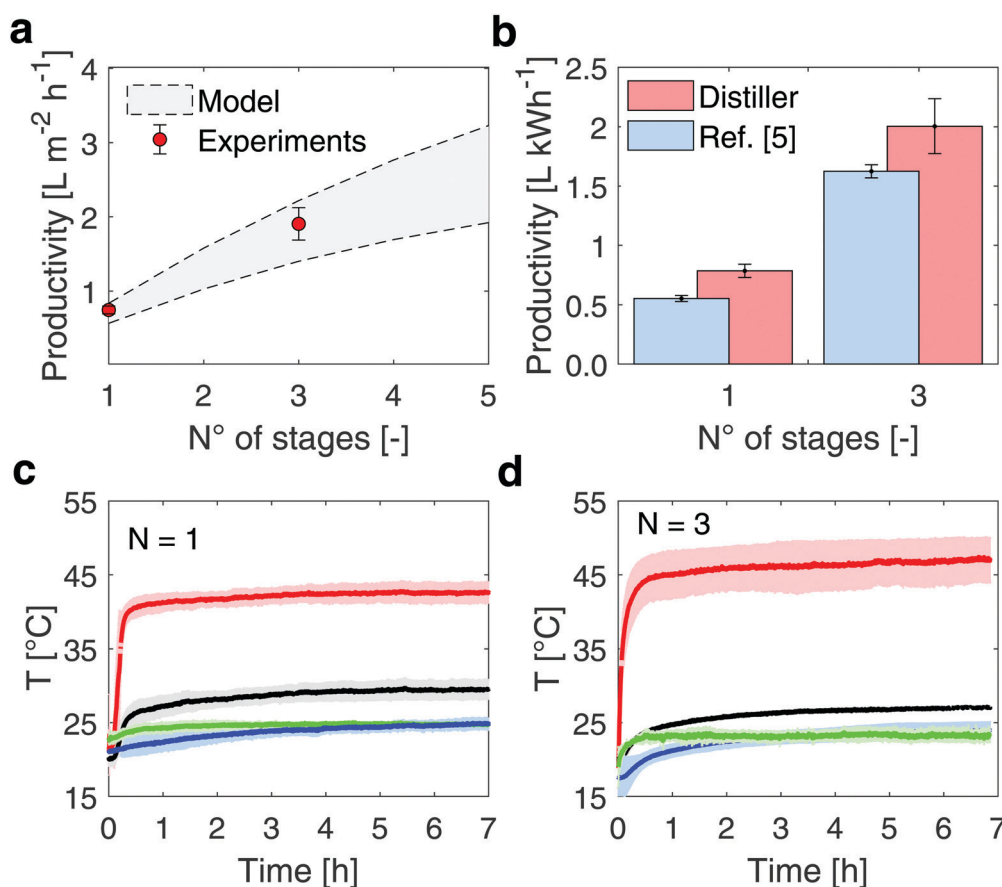 a
Productivity [L m⁻² h⁻¹]
4
3
2
1
Model
Experiments
1 2 3 4 5
N° of stages [-]
b
Productivity [L kWh⁻¹]
2.5
2
1.5
1
0.5
0.0
Distiller
Ref. [5]
1 3
N° of stages [-]
c
T [°C]
55
45
35
25
15
N = 1
0 1 2 3 4 5 6 7
Time [h]
d
T [°C]
55
45
35
25
15
N = 3
0 1 2 3 4 5 6 7
Time [h]